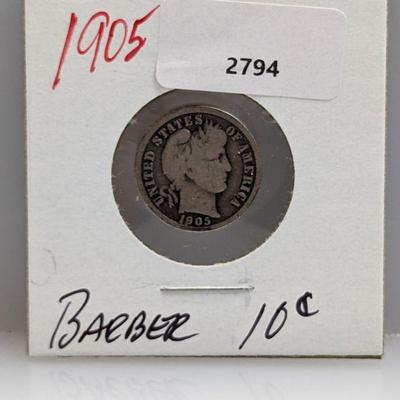 1905
2794
UNITED STATES OF AMERICA
1905
BARBER 10¢